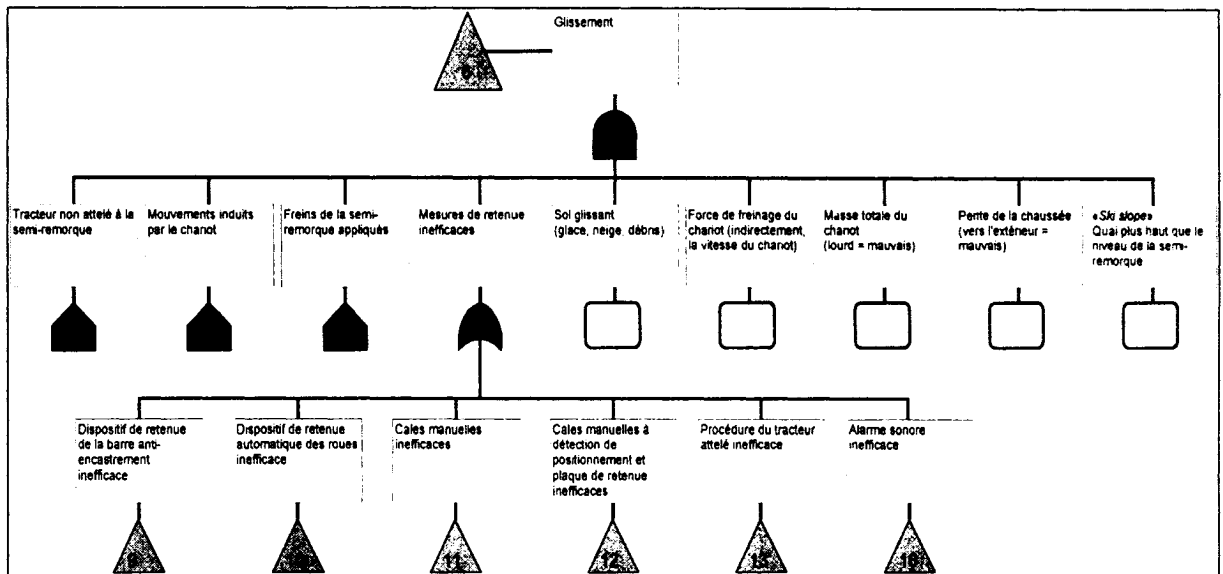 Glissement
Tracteur non attelé à la
semi-remorque
Mouvements induits
par le chariot
Freins de la semi-
remorque appliqués
Mesures de retenue
inefficaces
Sol glissant
(glace, neige, débris)
Force de freinage du
chariot (indirectement,
la vitesse du chariot)
Masse totale du
chariot
(lourd = mauvais)
Pente de la chaussée
(vers l'extérieur =
mauvais)
«Ski slope»
Quai plus haut que le
niveau de la semi-
remorque
Dispositif de retenue
de la barre anti-
encastrement
inefficace
Dispositif de retenue
automatique des roues
inefficace
Cales manuelles
inefficaces
Cales manuelles à
détection de
positionnement et
plaque de retenue
inefficaces
Procédure du tracteur
attelé inefficace
Alarme sonore
inefficace
11
12